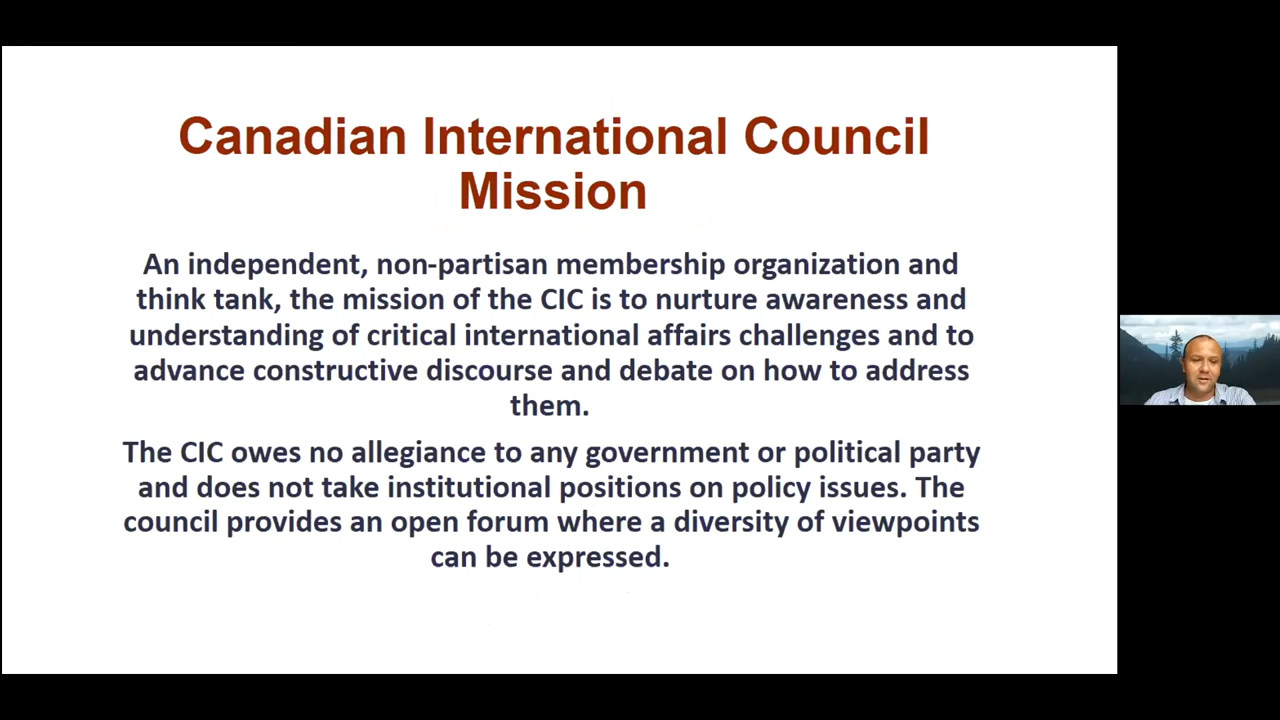 Canadian International Council
Mission
An independent, non-partisan membership organization and
think tank, the mission of the CIC is to nurture awareness and
understanding of critical international affairs challenges and to
advance constructive discourse and debate on how to address
them.
The CIC owes no allegiance to any government or political party
and does not take institutional positions on policy issues. The
council provides an open forum where a diversity of viewpoints
can be expressed.